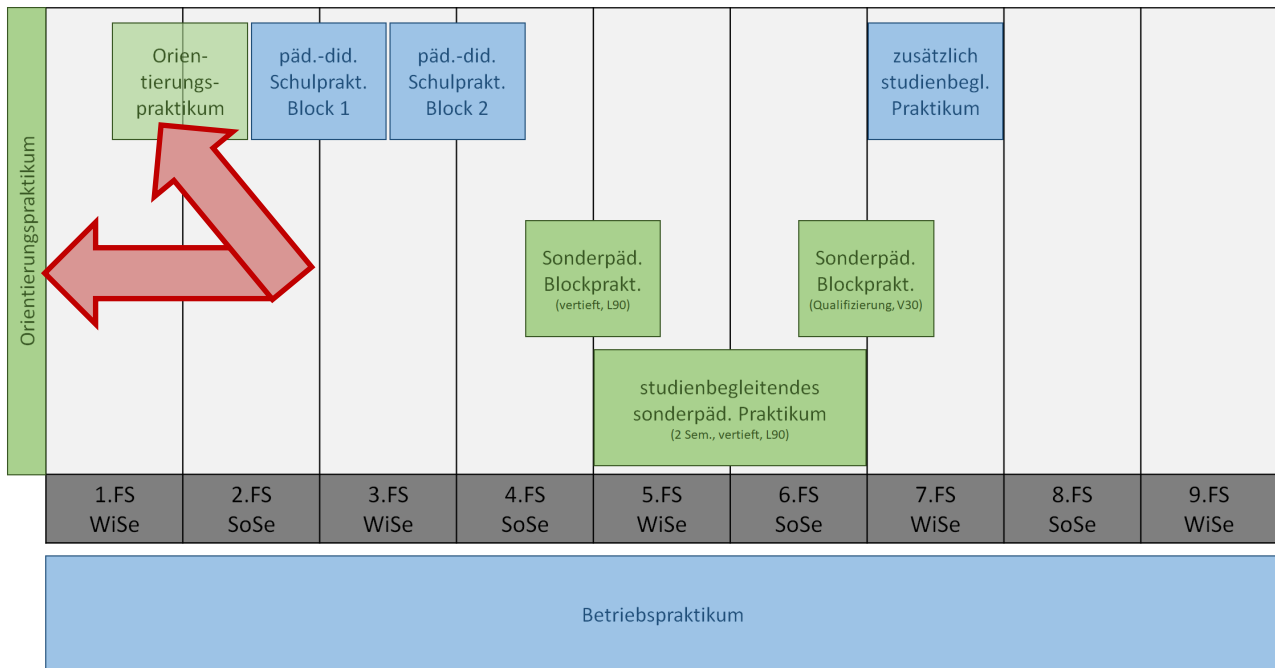 Orientierungspraktikum
Orien-
tierungs-
praktikum
päd.-did.
Schulprakt.
Block 1
päd.-did.
Schulprakt.
Block 2
zusätzlich
studienbegl.
Praktikum
Sonderpäd.
Blockprakt.
(vertieft, L90)
Sonderpäd.
Blockprakt.
(Qualifizierung, V30)
studienbegleitendes
sonderpäd. Praktikum
(2 Sem., vertieft, L90)
1.FS
WiSe
2.FS
SoSe
3.FS
WiSe
4.FS
SoSe
5.FS
WiSe
6.FS
SoSe
7.FS
WiSe
8.FS
SoSe
9.FS
WiSe
Betriebspraktikum